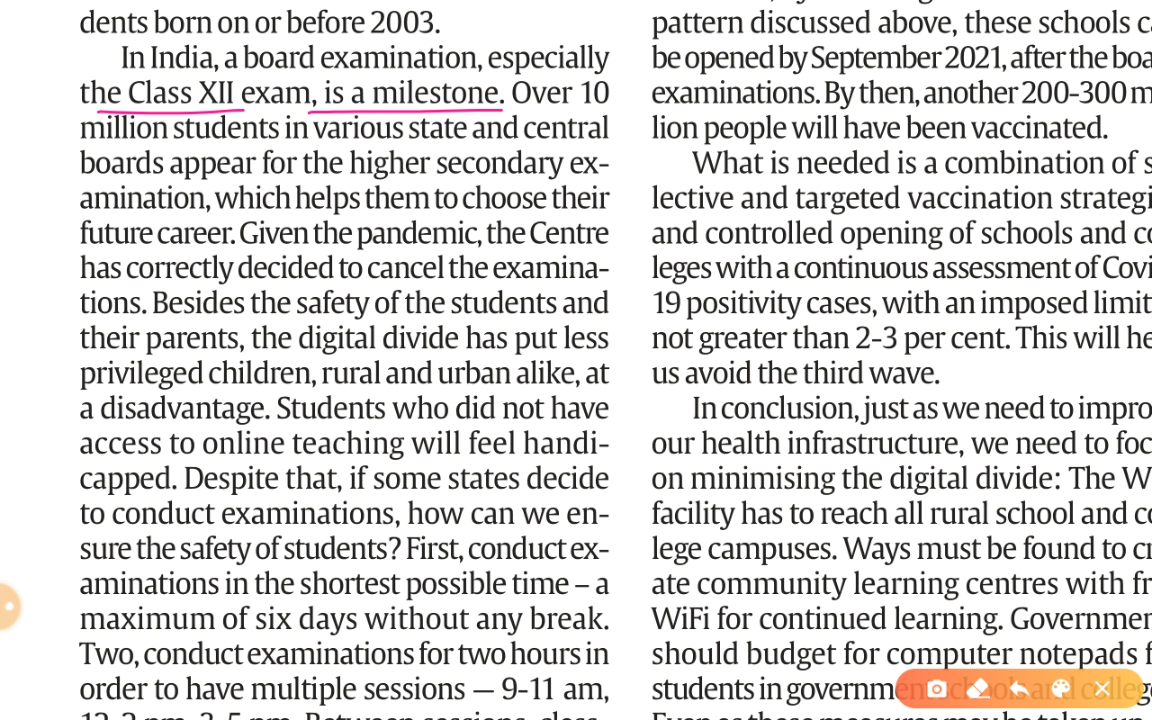 dents born on or before 2003.
In India, a board examination, especially
the Class XII exam, is a milestone. Over 10
million students in various state and central
boards appear for the higher secondary ex-
amination, which helps them to choose their
future career. Given the pandemic, the Centre
has correctly decided to cancel the examina-
tions. Besides the safety of the students and
their parents, the digital divide has put less
privileged children, rural and urban alike, at
a disadvantage. Students who did not have
access to online teaching will feel handi-
capped. Despite that, if some states decide
to conduct examinations, how can we en-
sure the safety of students? First, conduct ex-
aminations in the shortest possible time – a
maximum of six days without any break.
Two, conduct examinations for two hours in
order to have multiple sessions — 9-11 am,
pattern discussed above, these schools c
be opened by September 2021, after the boa
examinations. By then, another 200-300 m
lion people will have been vaccinated.
What is needed is a combination of s
lective and targeted vaccination strategi
and controlled opening of schools and co
leges with a continuous assessment of Covi
19 positivity cases, with an imposed limit
not greater than 2-3 per cent. This will he
us avoid the third wave.
In conclusion, just as we need to impro
our health infrastructure, we need to foc
on minimising the digital divide: The W
facility has to reach all rural school and co
lege campuses. Ways must be found to cr
ate community learning centres with fr
WiFi for continued learning. Governmen
should budget for computer notepads f
students in government school and college